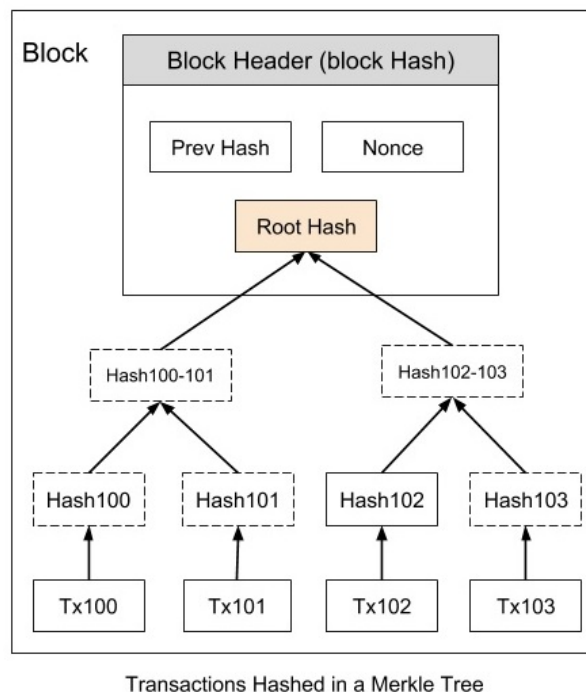 Block
Block Header (block Hash)
Prev Hash
Nonce
Root Hash
Hash100-101
Hash102-103
Hash100
Hash101
Hash102
Hash103
Tx100
Tx101
Tx102
Tx103
Transactions Hashed in a Merkle Tree